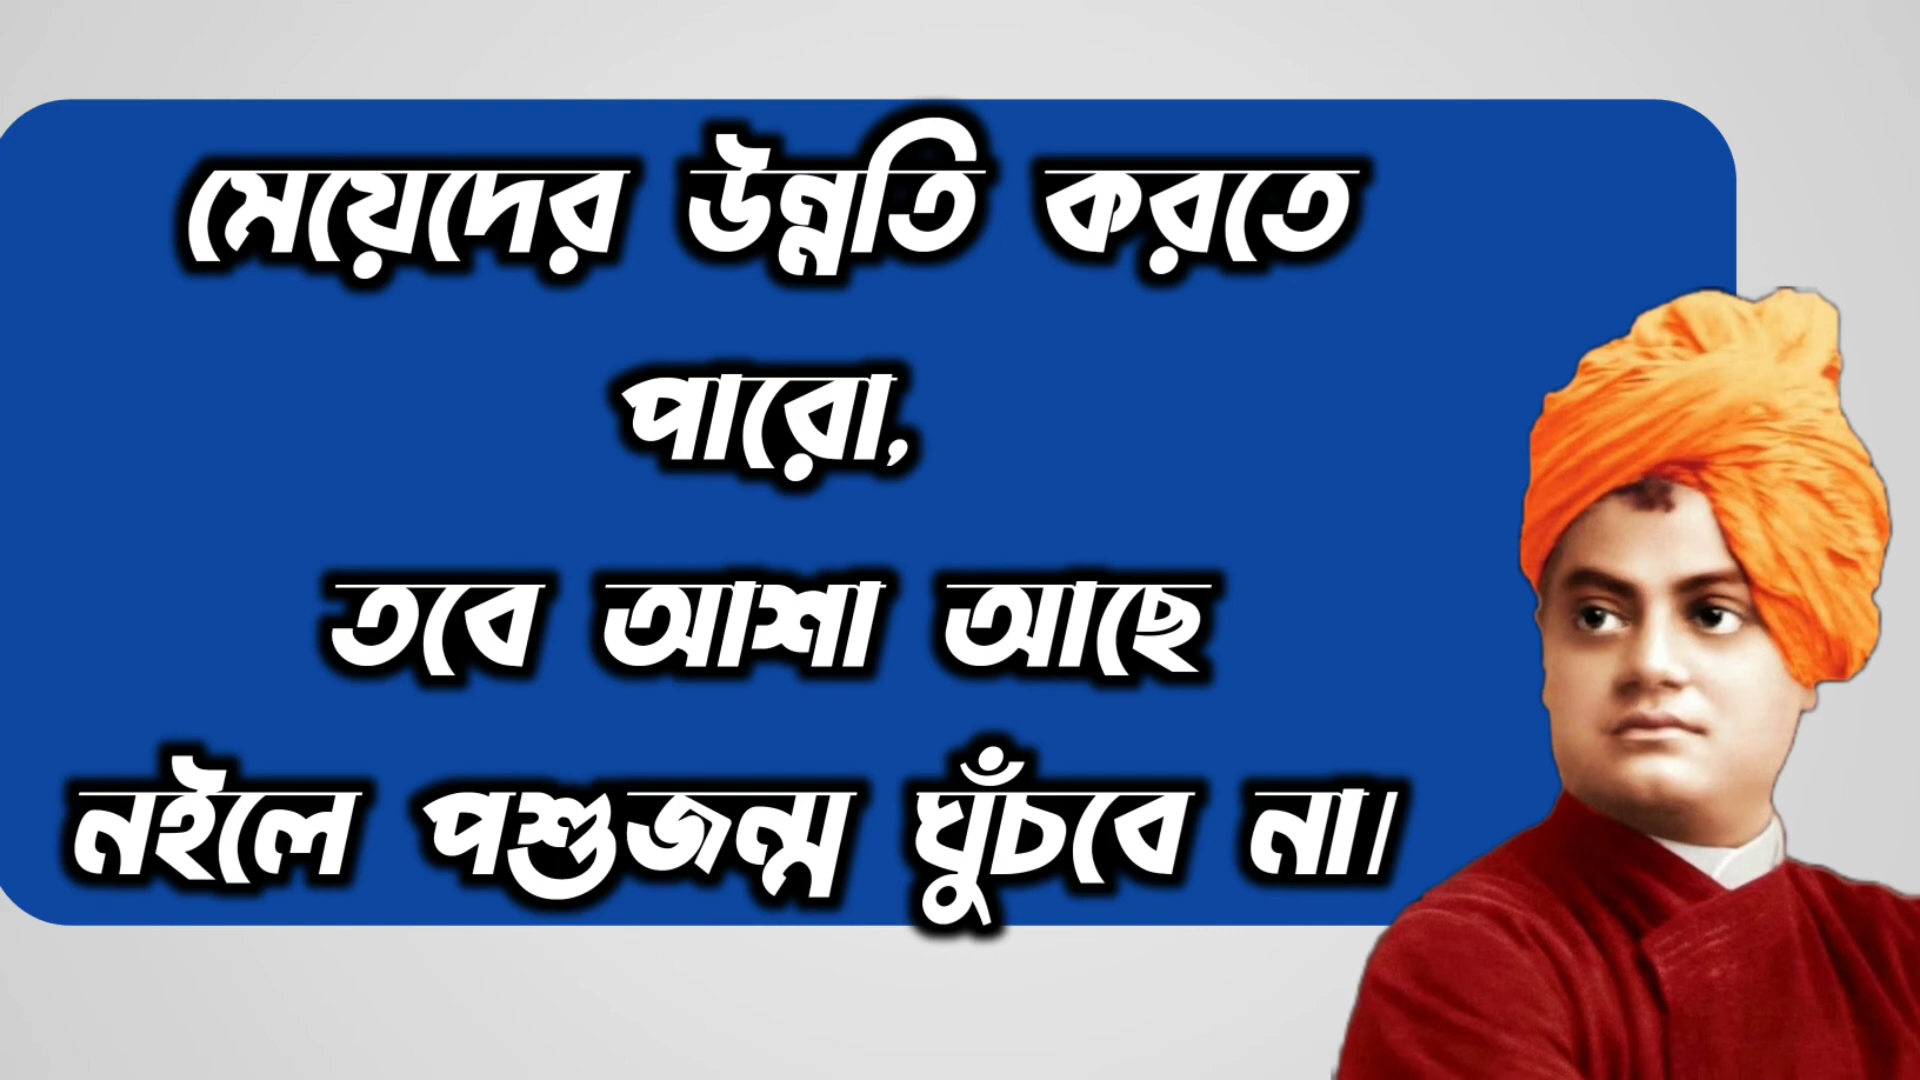 মেয়েদের উন্নতি করতে
পারো,
তবে আশা আছে
নইলে পশুজন্ম ঘুঁচবে না।